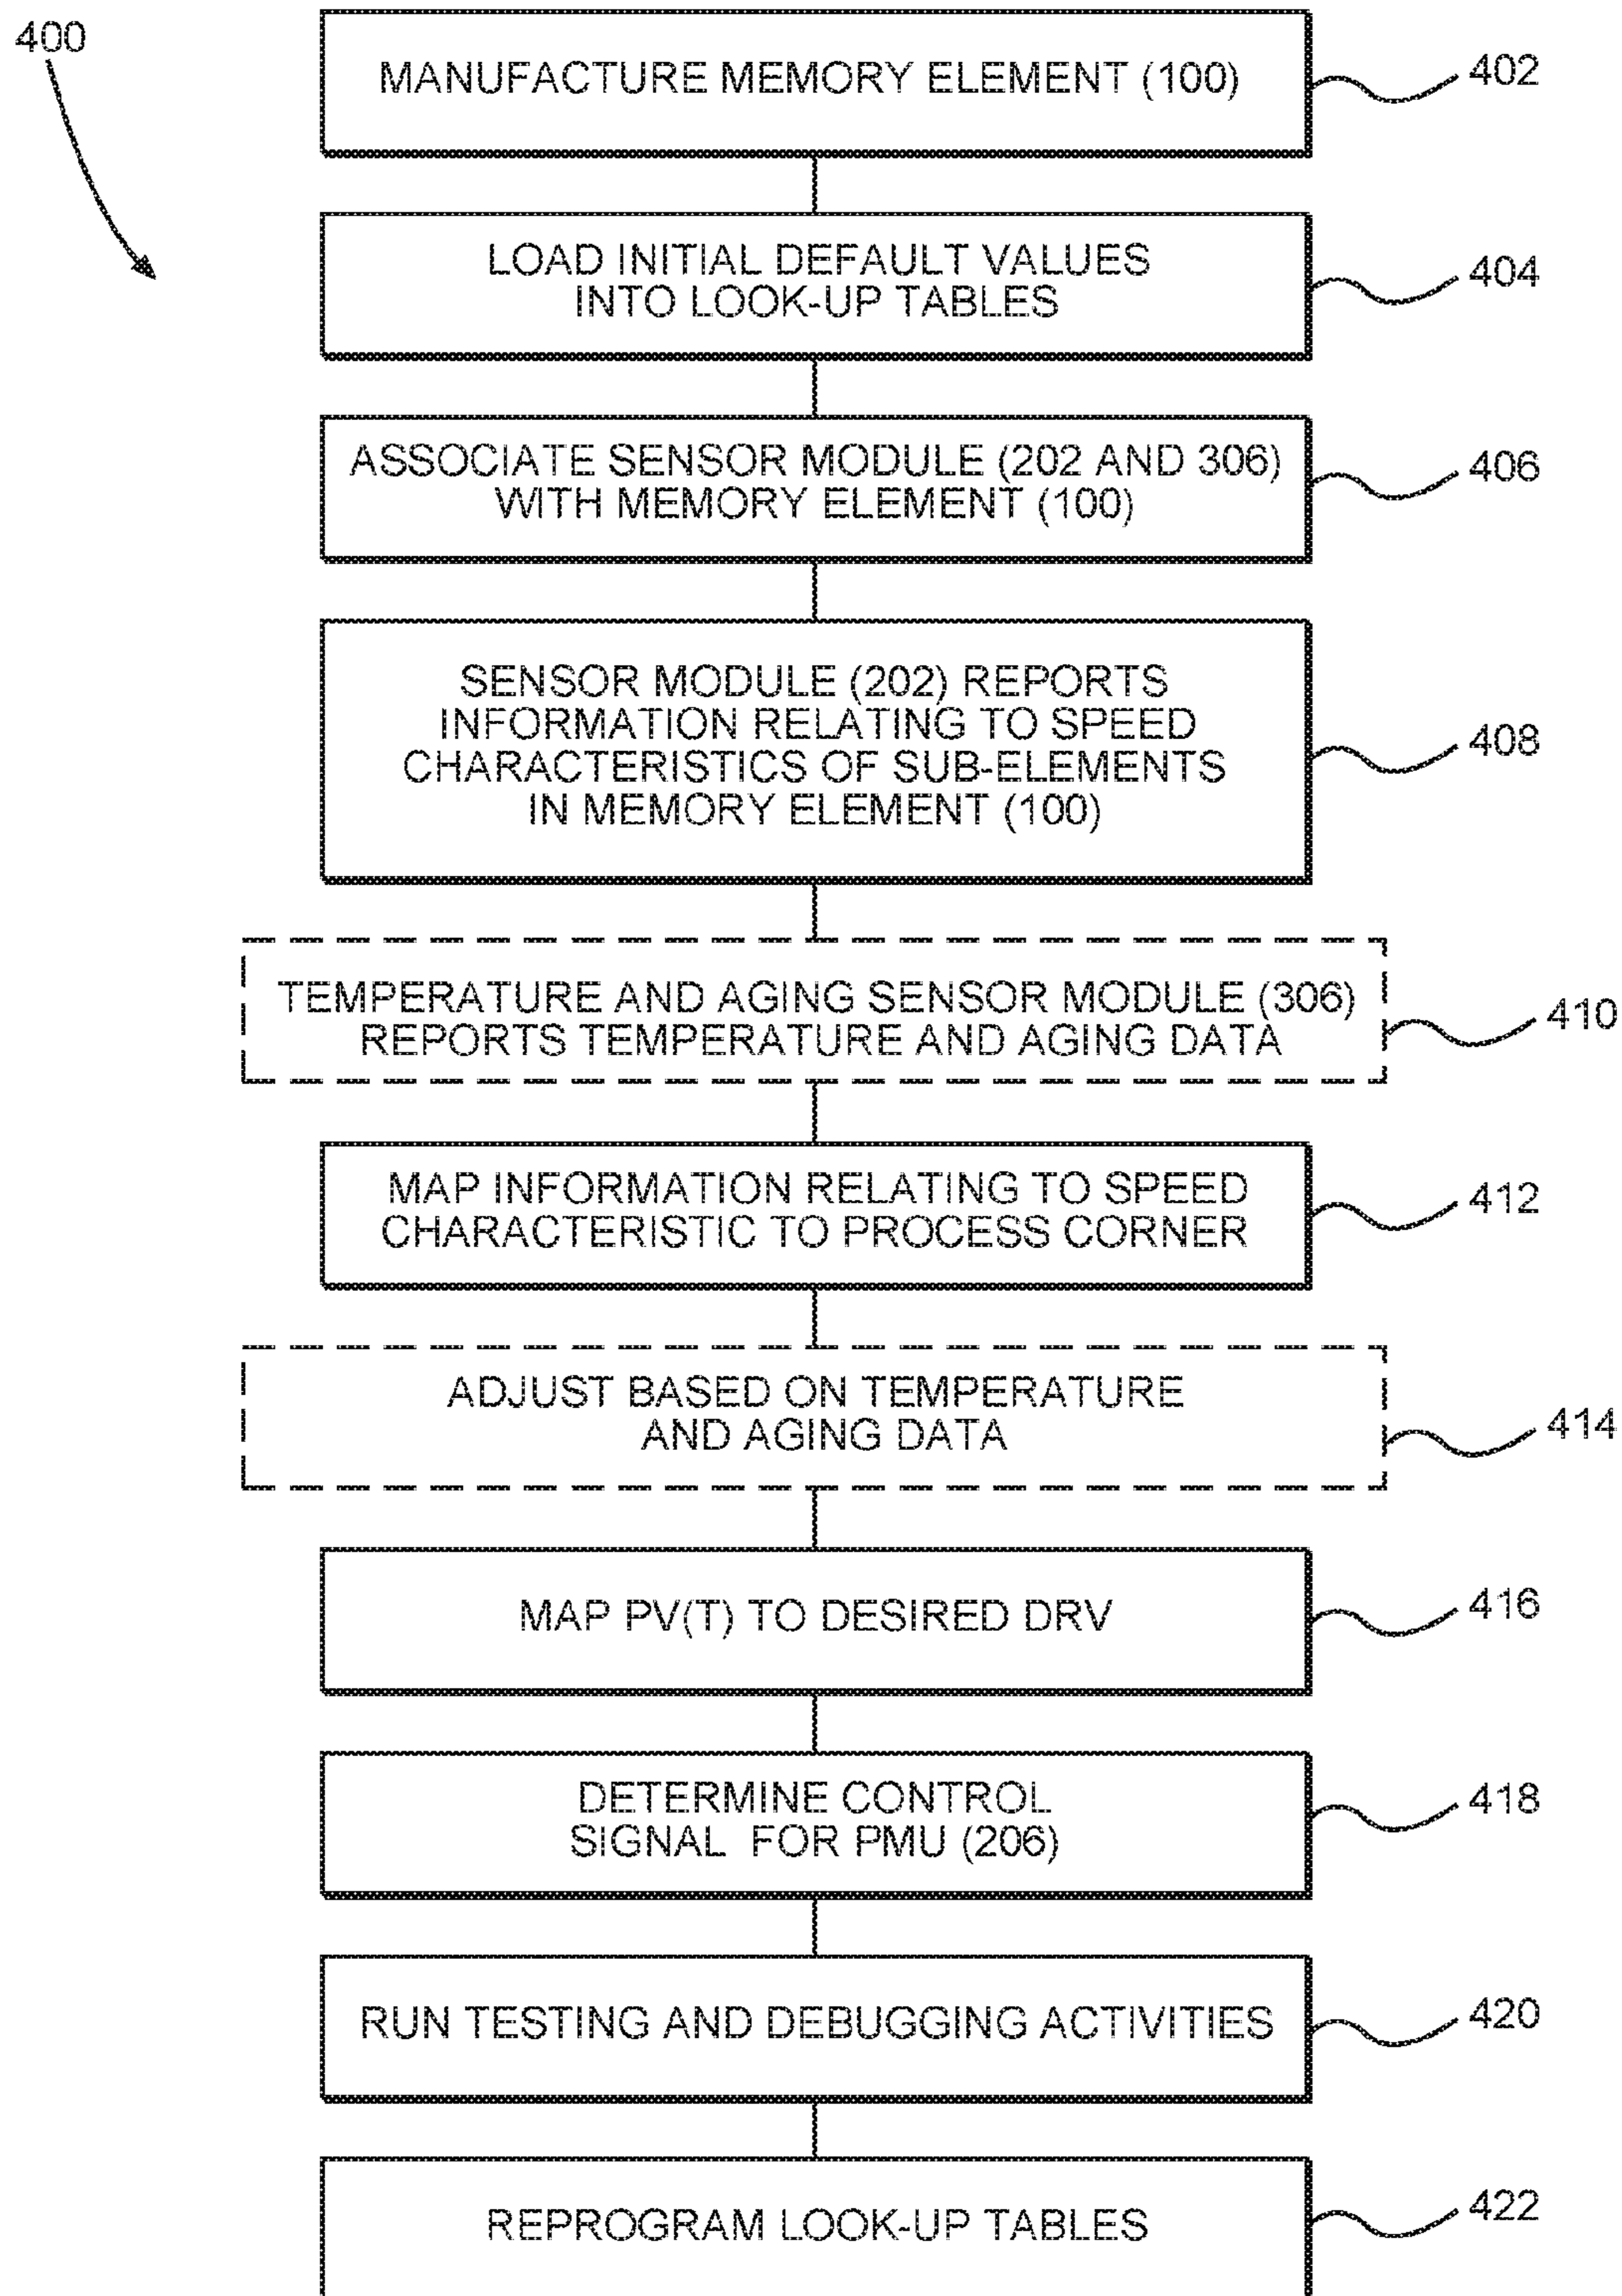 400
MANUFACTURE MEMORY ELEMENT (100)
402
LOAD INITIAL DEFAULT VALUES
INTO LOOK-UP TABLES
404
ASSOCIATE SENSOR MODULE (202 AND 306)
WITH MEMORY ELEMENT (100)
406
SENSOR MODULE (202) REPORTS
INFORMATION RELATING TO SPEED
CHARACTERISTICS OF SUB-ELEMENTS
IN MEMORY ELEMENT (100)
408
TEMPERATURE AND AGING SENSOR MODULE (306)
REPORTS TEMPERATURE AND AGING DATA
410
MAP INFORMATION RELATING TO SPEED
CHARACTERISTIC TO PROCESS CORNER
412
ADJUST BASED ON TEMPERATURE
AND AGING DATA
414
MAP PV(T) TO DESIRED DRV
416
DETERMINE CONTROL
SIGNAL FOR PMU (206)
418
RUN TESTING AND DEBUGGING ACTIVITIES
420
REPROGRAM LOOK-UP TABLES
422